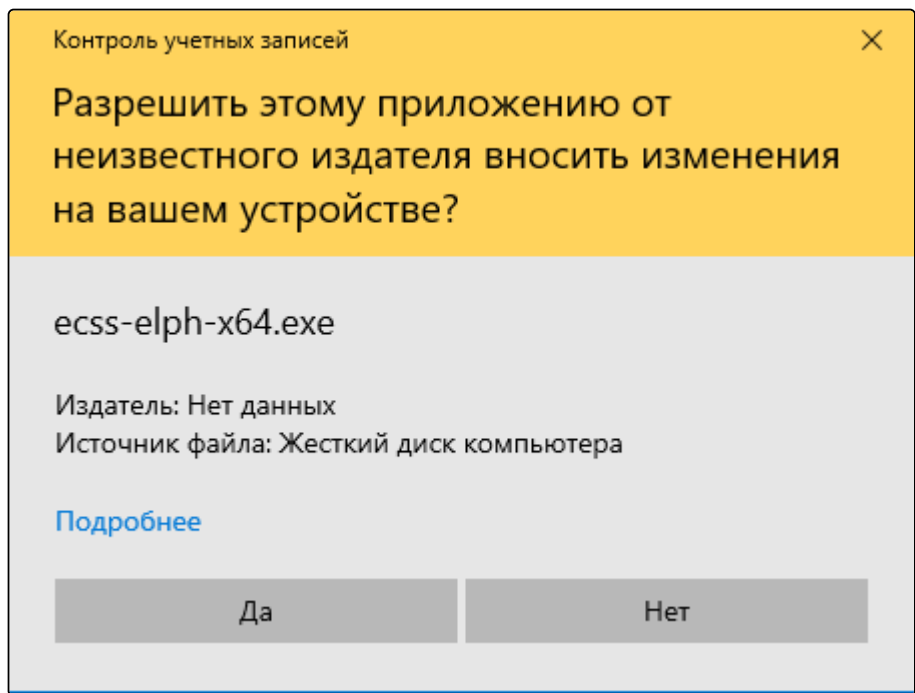 Контроль учетных записей
Разрешить этому приложению от
неизвестного издателя вносить изменения
на вашем устройстве?
ecss-elph-x64.exe
Издатель: Нет данных
Источник файла: Жесткий диск компьютера
Подробнее
Да
Нет